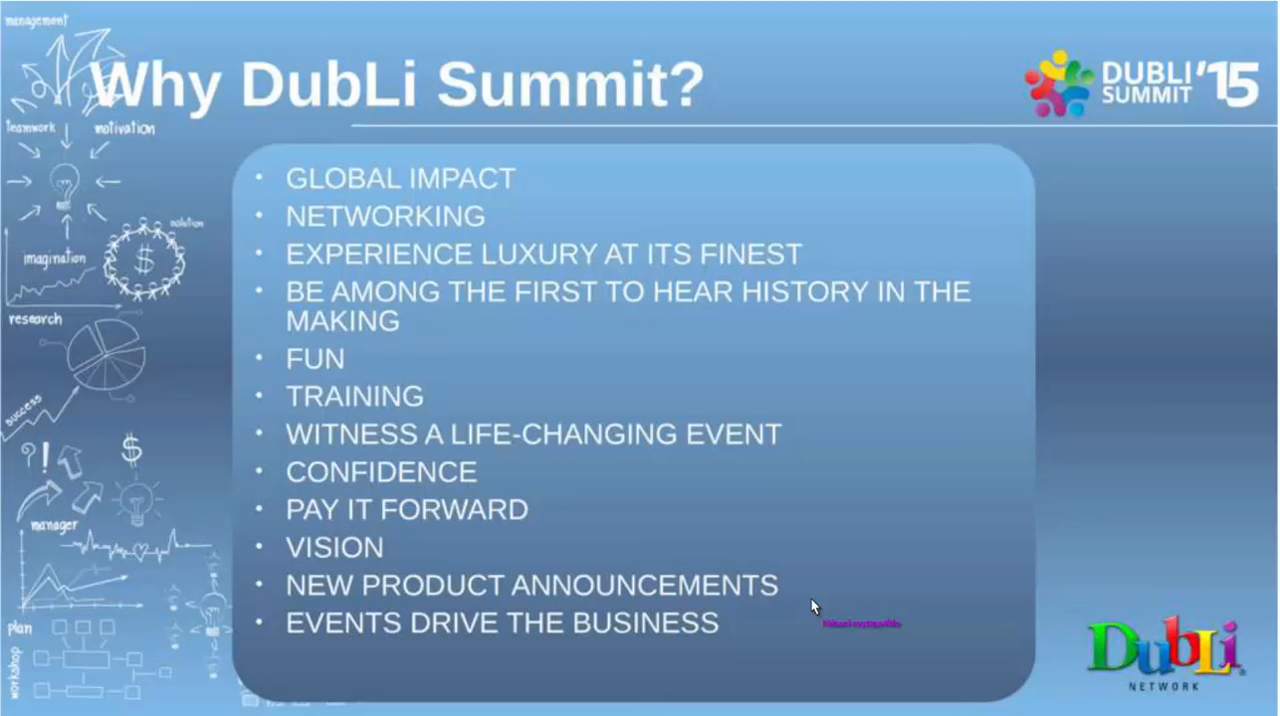 management
Why DubLi Summit?
DUBLI '15
SUMMIT
teamwork
motivation
• GLOBAL IMPACT
• NETWORKING
solution
$
• EXPERIENCE LUXURY AT ITS FINEST
imagination
• BE AMONG THE FIRST TO HEAR HISTORY IN THE
MAKING
research
• FUN
• TRAINING
success
• WITNESS A LIFE-CHANGING EVENT
?! $
• CONFIDENCE
• PAY IT FORWARD
manager
• VISION
• NEW PRODUCT ANNOUNCEMENTS
• EVENTS DRIVE THE BUSINESS
plan
workshop
DubLi
NETWORK